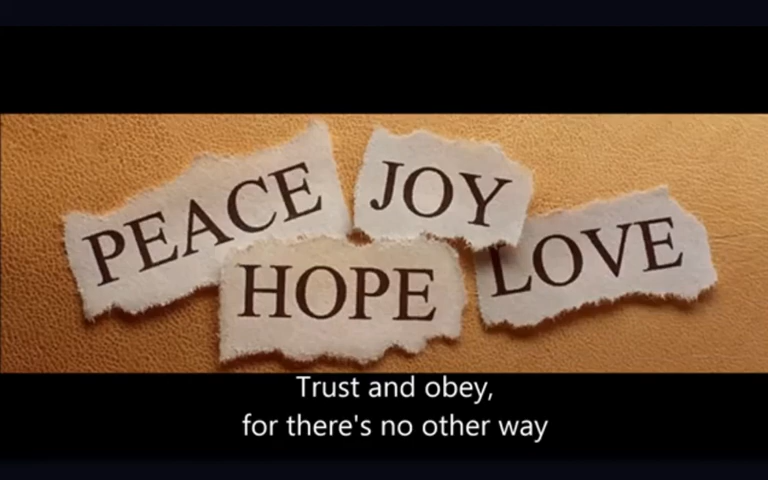 PEACE
JOY
HOPE
LOVE
Trust and obey,
for there's no other way